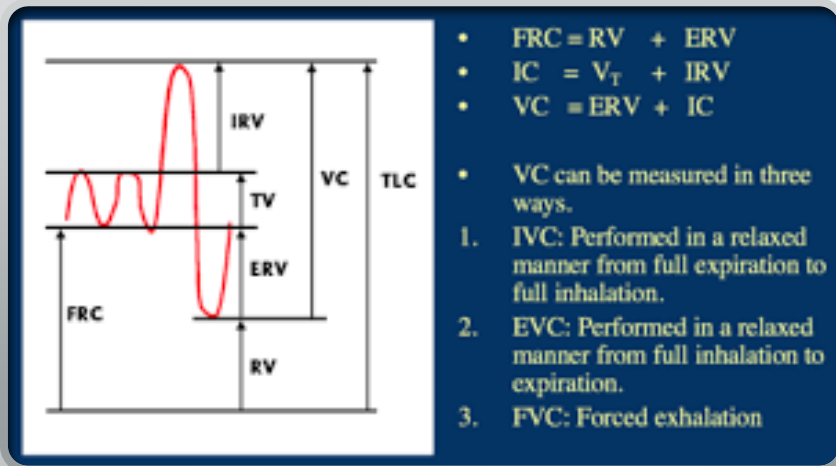 IRV
VC
TLC
TV
ERV
FRC
RV
• FRC = RV + ERV
• IC = V_T + IRV
• VC = ERV + IC
• VC can be measured in three
ways.
1. IVC: Performed in a relaxed
manner from full expiration to
full inhalation.
2. EVC: Performed in a relaxed
manner from full inhalation to
expiration.
3. FVC: Forced exhalation